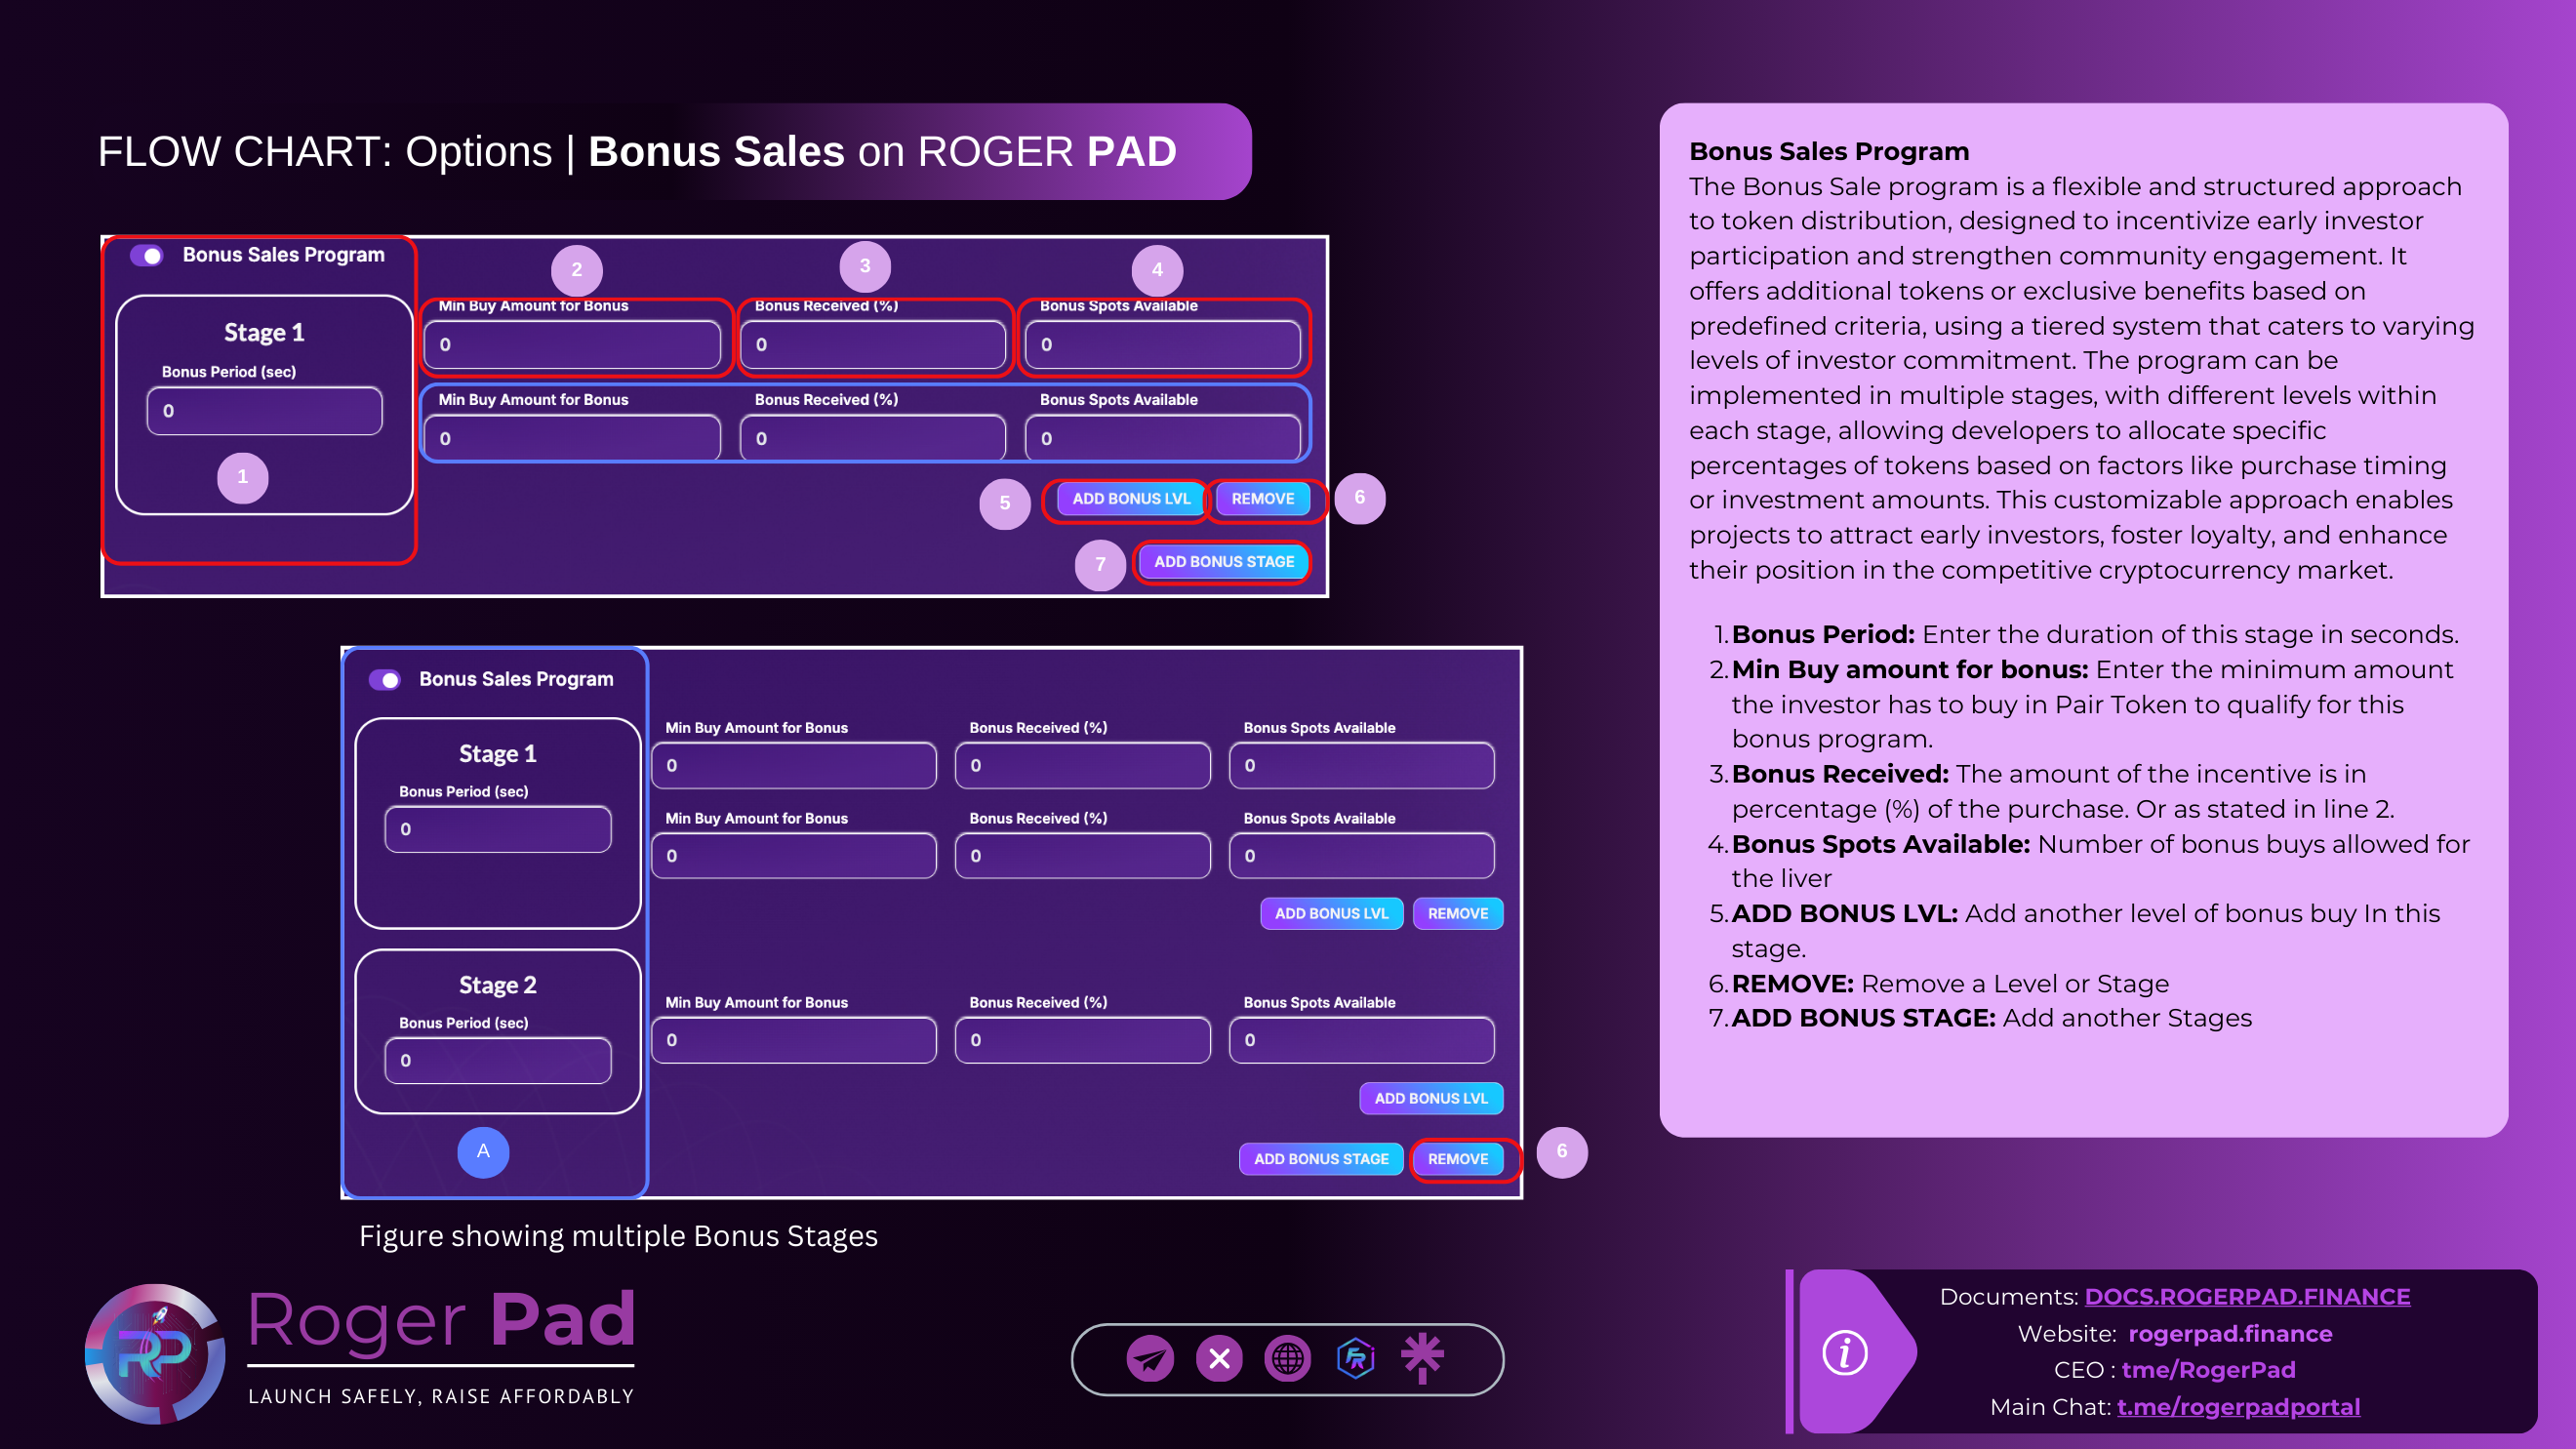 FLOW CHART: Options | Bonus Sales on ROGER PAD
Bonus Sales Program
2
3
4
Stage 1
Bonus Period (sec)
0
1
Min Buy Amount for Bonus
Bonus Received (%)
Bonus Spots Available
0
0
0
Min Buy Amount for Bonus
Bonus Received (%)
Bonus Spots Available
0
0
0
5
ADD BONUS LVL
REMOVE
6
7
ADD BONUS STAGE
Bonus Sales Program
Stage 1
Bonus Period (sec)
0
Min Buy Amount for Bonus
Bonus Received (%)
Bonus Spots Available
0
0
0
Min Buy Amount for Bonus
Bonus Received (%)
Bonus Spots Available
0
0
0
ADD BONUS LVL
REMOVE
Stage 2
Bonus Period (sec)
0
Min Buy Amount for Bonus
Bonus Received (%)
Bonus Spots Available
0
0
0
ADD BONUS LVL
A
ADD BONUS STAGE
REMOVE
6
Figure showing multiple Bonus Stages
Bonus Sales Program
The Bonus Sale program is a flexible and structured approach
to token distribution, designed to incentivize early investor
participation and strengthen community engagement. It
offers additional tokens or exclusive benefits based on
predefined criteria, using a tiered system that caters to varying
levels of investor commitment. The program can be
implemented in multiple stages, with different levels within
each stage, allowing developers to allocate specific
percentages of tokens based on factors like purchase timing
or investment amounts. This customizable approach enables
projects to attract early investors, foster loyalty, and enhance
their position in the competitive cryptocurrency market.
1. Bonus Period: Enter the duration of this stage in seconds.
2. Min Buy amount for bonus: Enter the minimum amount
the investor has to buy in Pair Token to qualify for this
bonus program.
3. Bonus Received: The amount of the incentive is in
percentage (%) of the purchase. Or as stated in line 2.
4. Bonus Spots Available: Number of bonus buys allowed for
the liver
5. ADD BONUS LVL: Add another level of bonus buy In this
stage.
6. REMOVE: Remove a Level or Stage
7. ADD BONUS STAGE: Add another Stages
RP
Roger Pad
LAUNCH SAFELY, RAISE AFFORDABLY
Documents: DOCS.ROGERPAD.FINANCE
Website: rogerpad.finance
CEO : tme/RogerPad
Main Chat: t.me/rogerpadportal